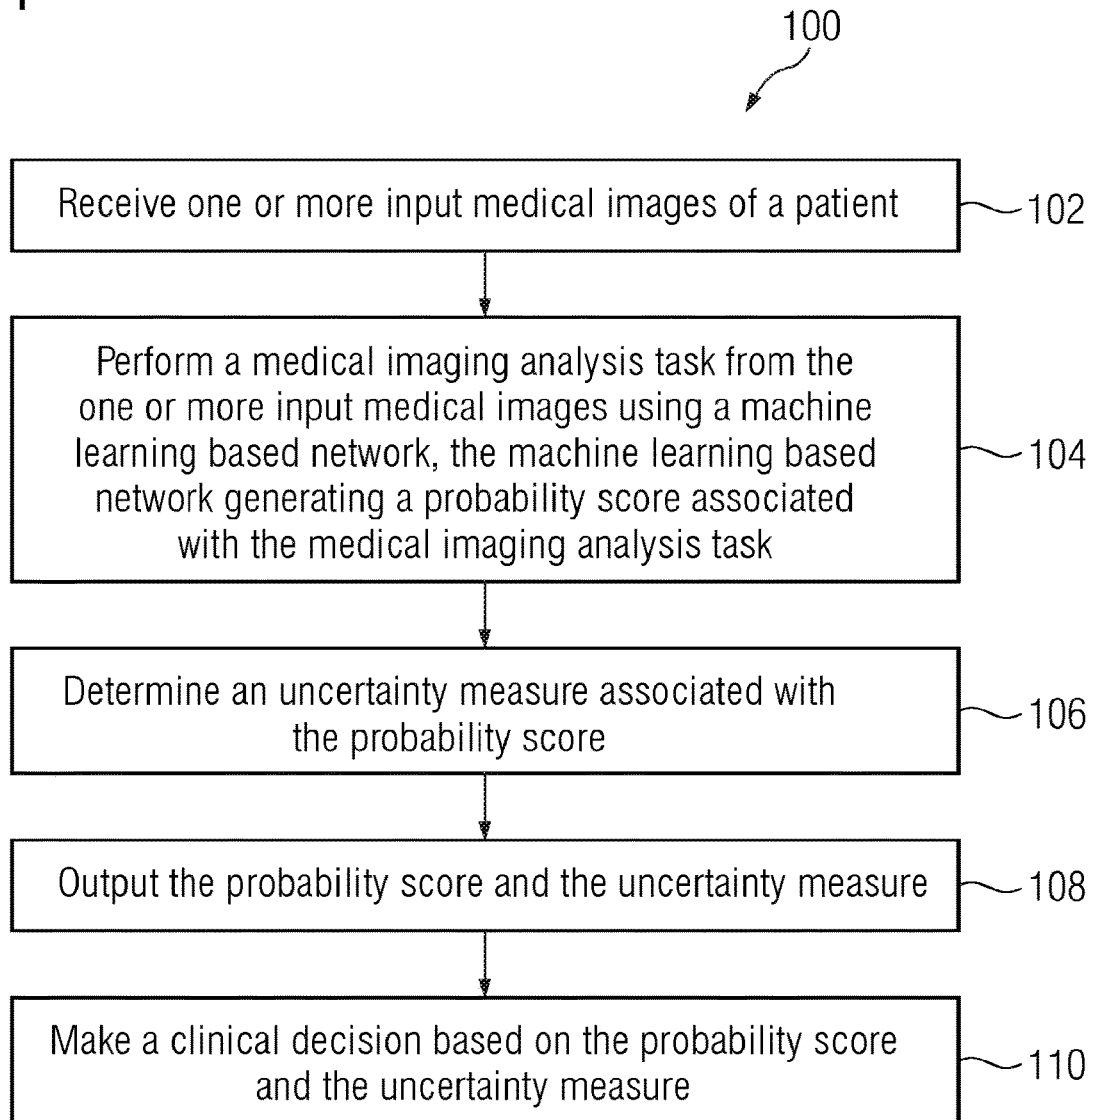 100
Receive one or more input medical images of a patient
102
Perform a medical imaging analysis task from the
one or more input medical images using a machine
learning based network, the machine learning based
network generating a probability score associated
with the medical imaging analysis task
104
Determine an uncertainty measure associated with
the probability score
106
Output the probability score and the uncertainty measure
108
Make a clinical decision based on the probability score
and the uncertainty measure
110